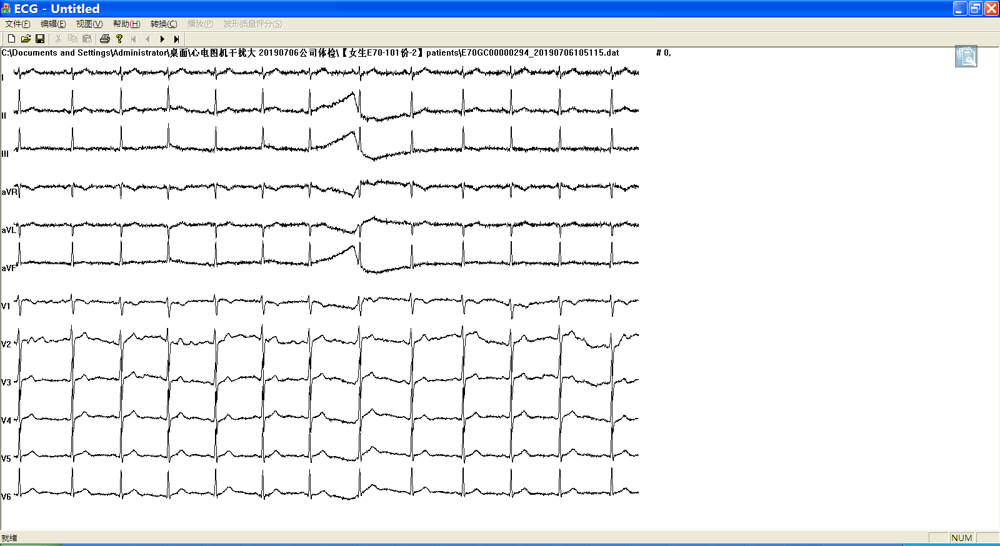 ECG - Untitled
文件(F) 编辑(E) 视图(V) 帮助(H) 转换(C) 播放(P) 波形质量评分(S)
C:\Documents and Settings\Administrator\桌面\心电图机干扰大 20190706公司体检\【女生E70-101份-2】patients\E70GC00000294_20190706105115.dat # 0,
I
II
III
aVR
aVL
aVF
V1
V2
V3
V4
V5
V6
就绪 NUM